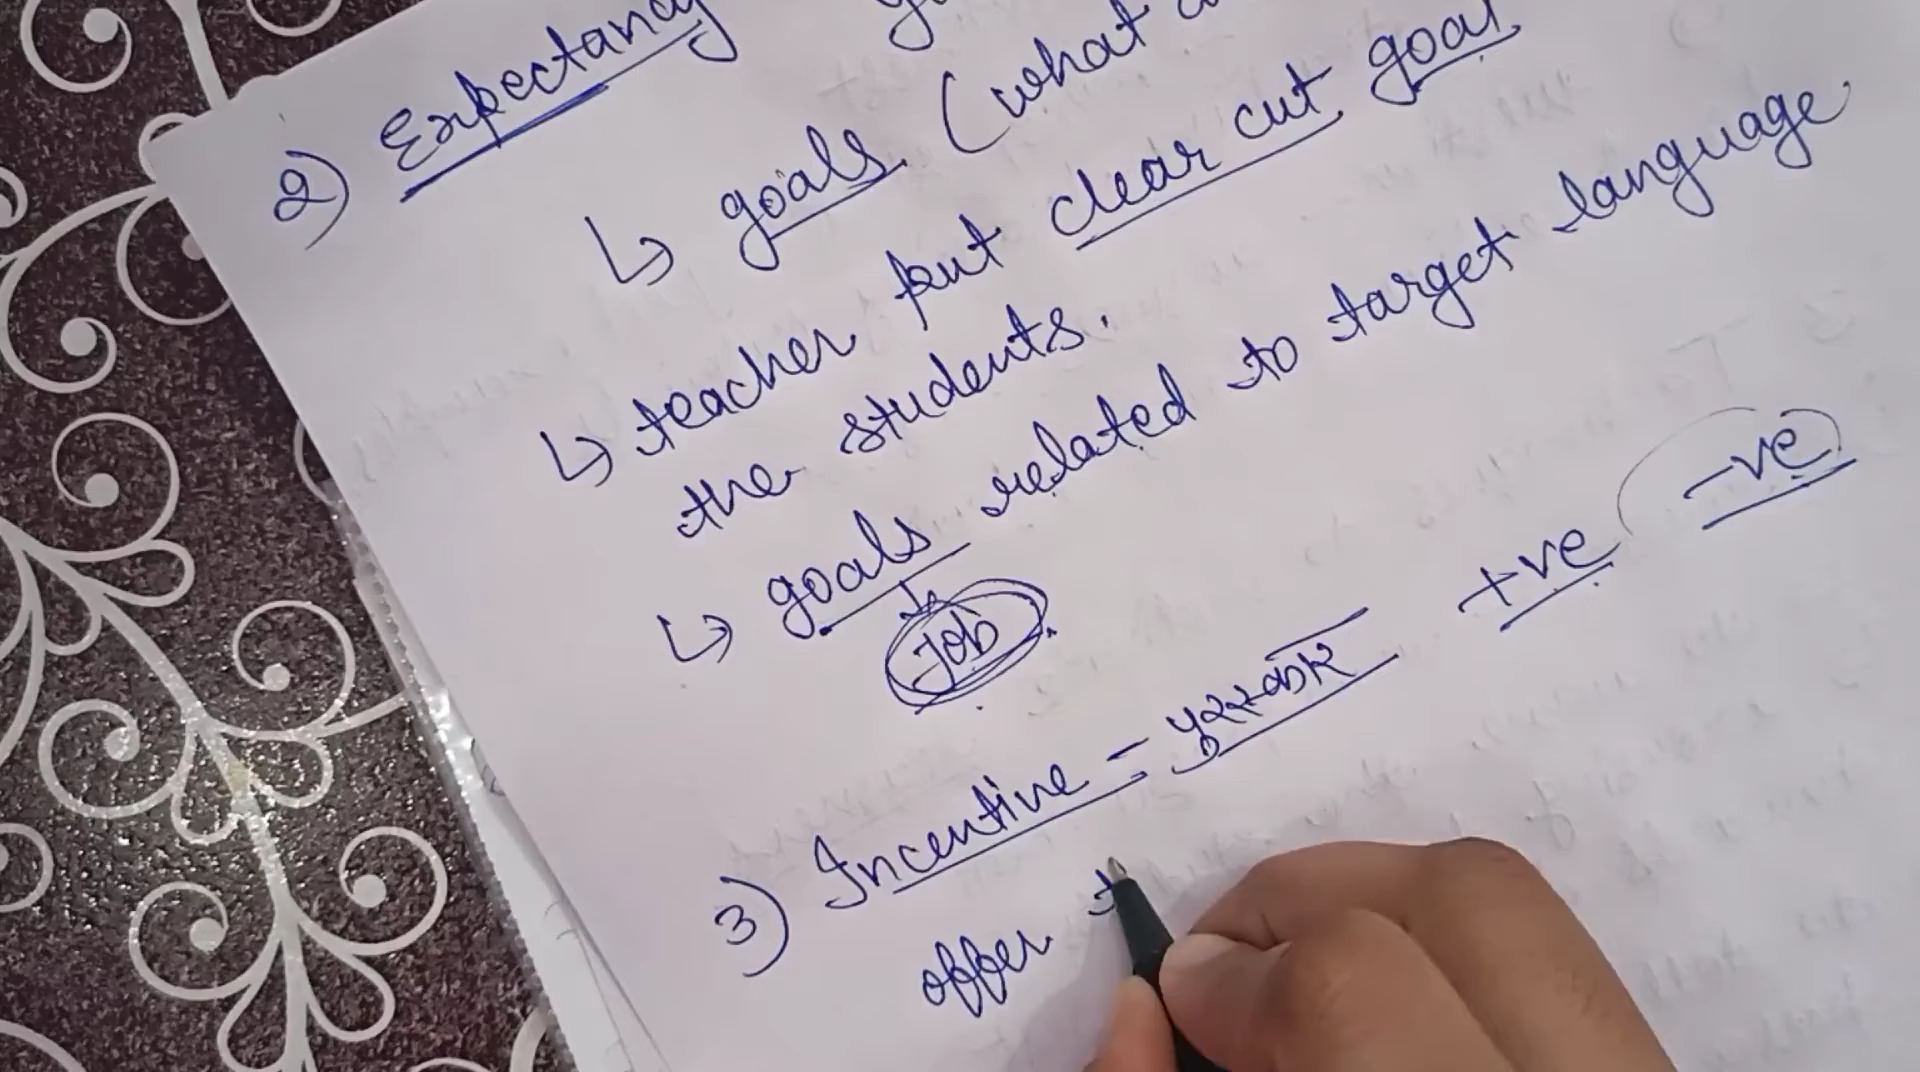 2) Expectancy
↳ goals (what
↳ teacher put clear cut goal
the students.
↳ goals related to target language
↓
Job
3) Incentive = पुरस्कार +ve -ve
offer t